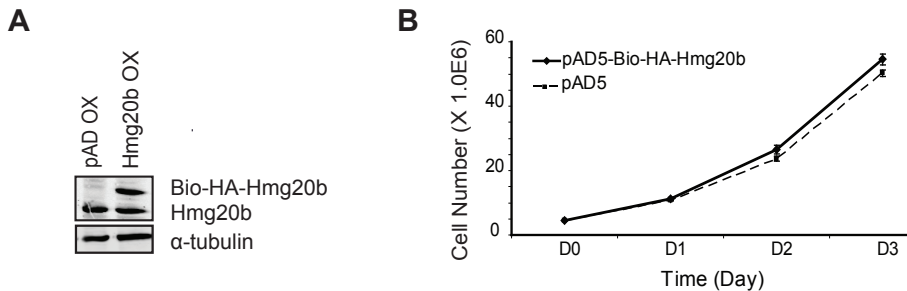 A
pAD OX
Hmg20b OX
Bio-HA-Hmg20b
Hmg20b
α-tubulin
B
pAD5-Bio-HA-Hmg20b
pAD5
Cell Number (X 1.0E6)
60
50
40
20
0
D0
D1
D2
D3
Time (Day)